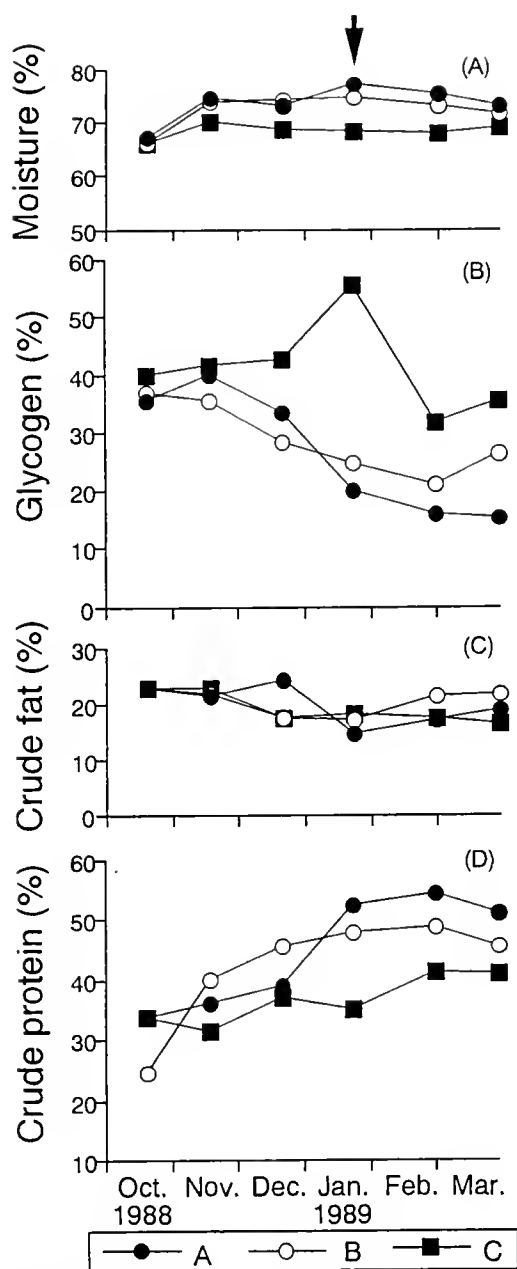 (A)
Moisture (%)
80
70
60
50
(B)
Glycogen (%)
60
50
40
30
20
10
0
(C)
Crude fat (%)
30
20
10
0
(D)
Crude protein (%)
60
50
40
30
20
10
Oct. Nov. Dec. Jan. Feb. Mar.
1988 1989
A B C